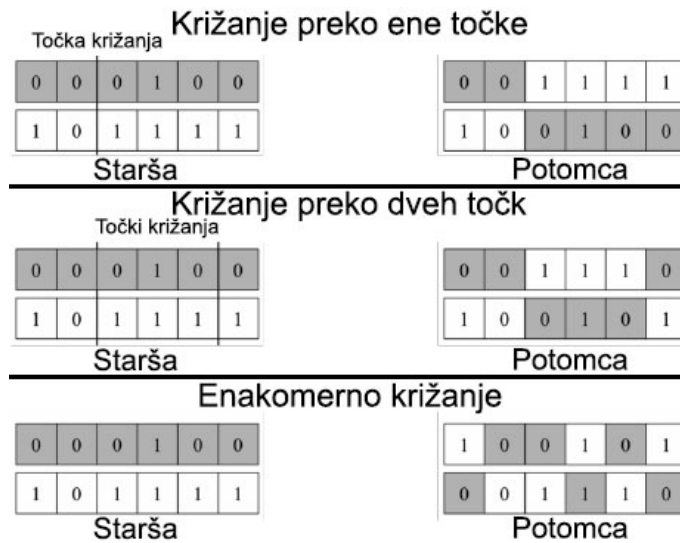 Križanje preko ene točke
Točka križanja
0 0 0 1 0 0
0 0 1 1 1 1
1 0 1 1 1 1
1 0 0 1 0 0
Starša
Potomca
Križanje preko dveh točk
Točki križanja
0 0 0 1 0 0
0 0 1 1 1 0
1 0 1 1 1 1
1 0 0 1 0 1
Starša
Potomca
Enakomerno križanje
0 0 0 1 0 0
1 0 0 1 0 1
1 0 1 1 1 1
0 0 1 1 1 0
Starša
Potomca